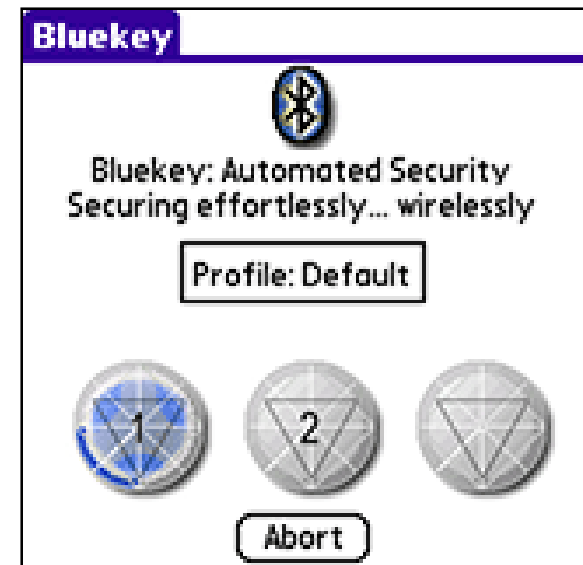 Bluekey
Bluekey: Automated Security
Securing effortlessly... wirelessly
Profile: Default
1 2
Abort